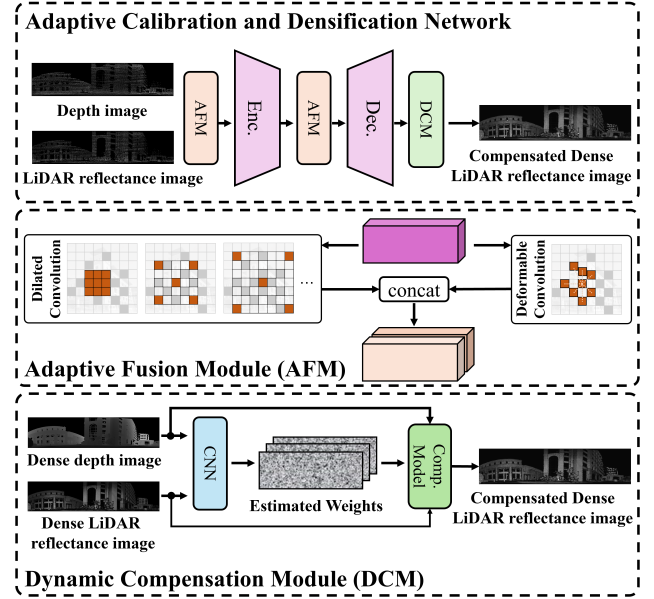 Adaptive Calibration and Densification Network
Depth image
LiDAR reflectance image
AFM
Enc.
AFM
Dec.
DCM
Compensated Dense
LiDAR reflectance image
Dilated
Convolution
...
concat
Deformable
Convolution
Adaptive Fusion Module (AFM)
Dense depth image
Dense LiDAR
reflectance image
CNN
Estimated Weights
Comp.
Model
Compensated Dense
LiDAR reflectance image
Dynamic Compensation Module (DCM)